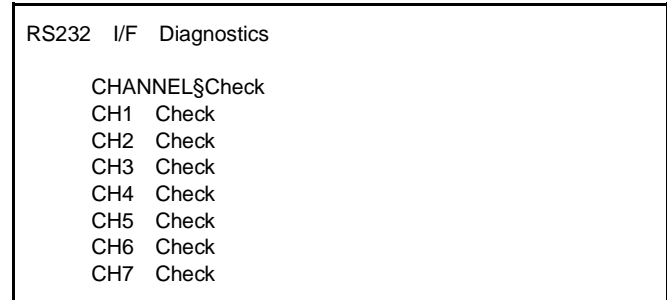 RS232 I/F Diagnostics
CHANNEL§Check
CH1 Check
CH2 Check
CH3 Check
CH4 Check
CH5 Check
CH6 Check
CH7 Check